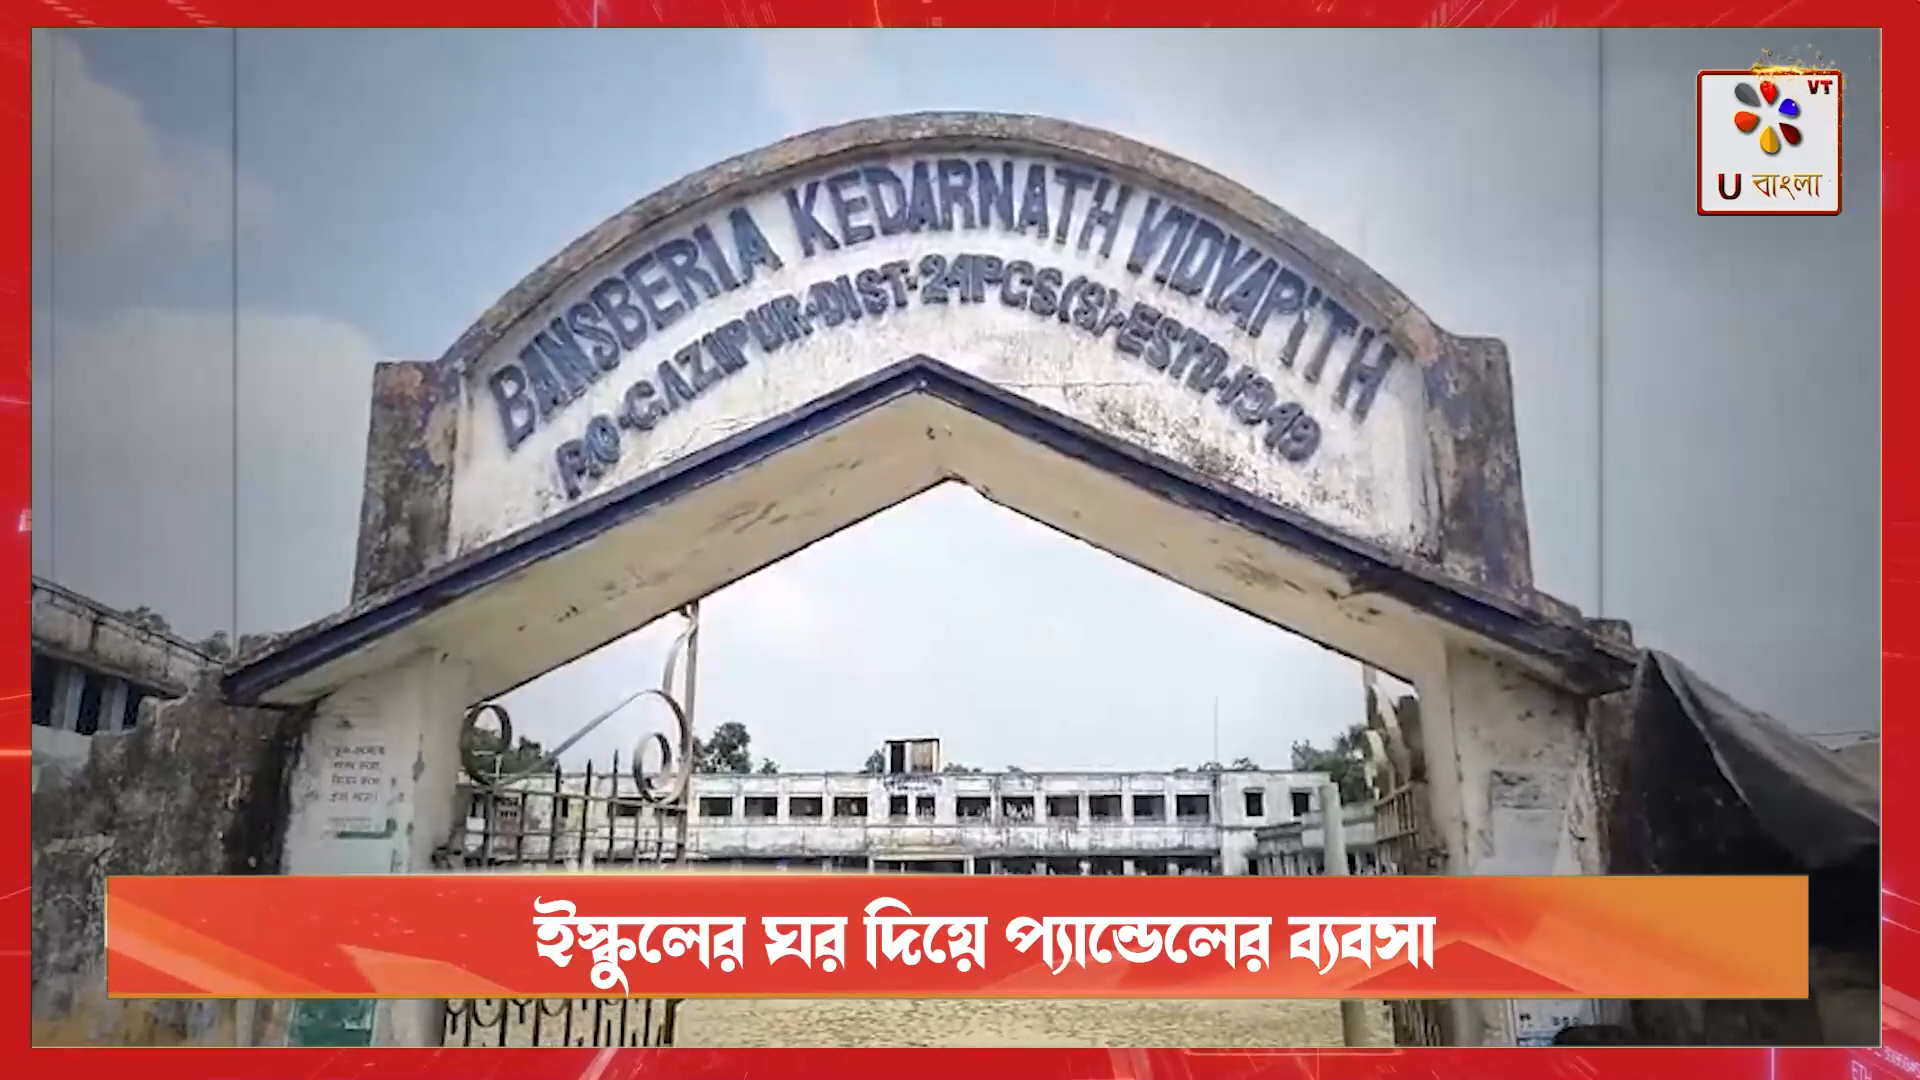 VT
U বাংলা
BANSBERIA KEDARNATH VIDYAPITH
P.O-GAZIPUR-DIST-24PGS(S)-ESTD-1949
ইস্কুলের ঘর দিয়ে প্যান্ডেলের ব্যবসা